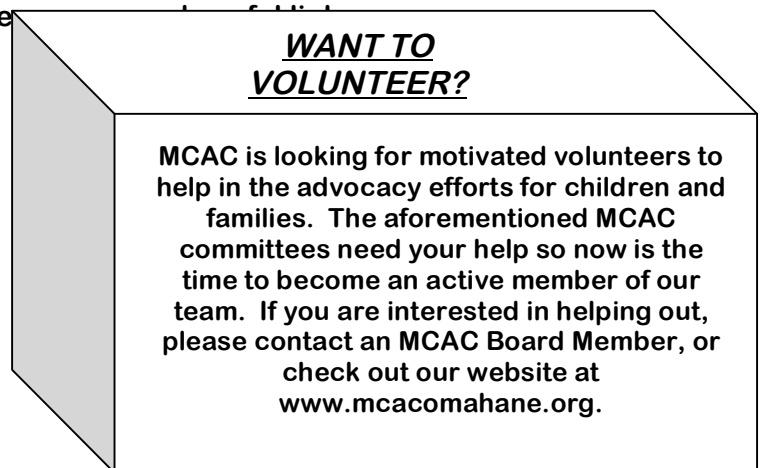 WANT TO
VOLUNTEER?
MCAC is looking for motivated volunteers to
help in the advocacy efforts for children and
families. The aforementioned MCAC
committees need your help so now is the
time to become an active member of our
team. If you are interested in helping out,
please contact an MCAC Board Member, or
check out our website at
www.mcacomahane.org.